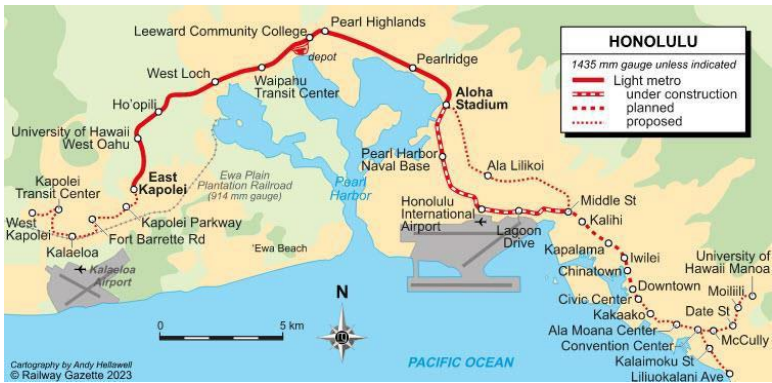 Pearl Highlands
Leeward Community College
depot
HONOLULU
1435 mm gauge unless indicated
Light metro
under construction
planned
proposed
Waipahu
Transit Center
Pearlridge
West Loch
Aloha
Stadium
Ho'opili
University of Hawaii
West Oahu
Pearl Harbor
Naval Base
Ala Lilikoi
East
Kapolei
Kapolei
Transit Center
Ewa Plain
Plantation Railroad
(914 mm gauge)
Pearl
Harbor
Middle St
Kalihi
Honolulu
International
Airport
Lagoon
Drive
West
Kapolei
Kapolei Parkway
Fort Barrette Rd
Kalaeloa
'Ewa Beach
Kalaeloa
Airport
Kapalama
Iwilei
Chinatown
University of
Hawaii Manoa
Downtown
Moiliili
Civic Center
Kakaako
Date St
Ala Moana Center
McCully
Convention Center
Kalaimoku St
Liliuokalani Ave
N
0
5 km
PACIFIC OCEAN
Cartography by Andy Hellawell
© Railway Gazette 2023